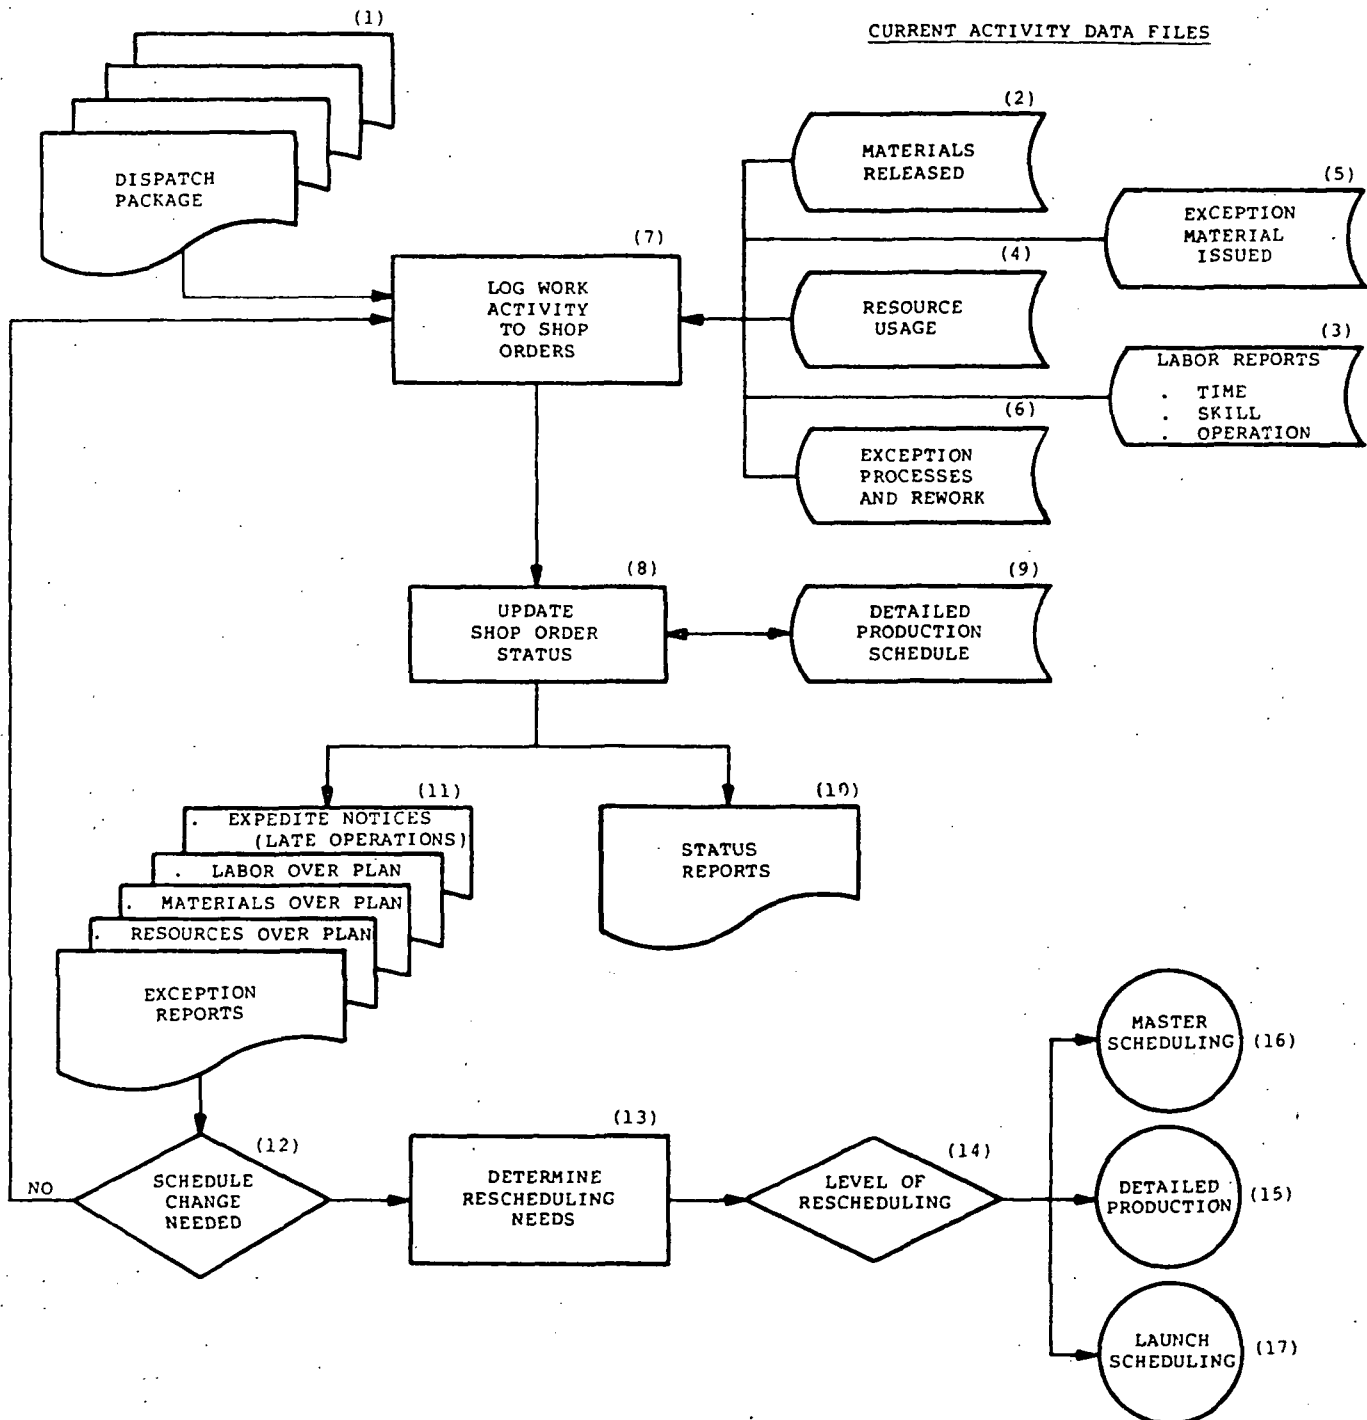 (1)
CURRENT ACTIVITY DATA FILES
DISPATCH
PACKAGE
(2)
MATERIALS
RELEASED
(5)
EXCEPTION
MATERIAL
ISSUED
(7)
LOG WORK
ACTIVITY
TO SHOP
ORDERS
(4)
RESOURCE
USAGE
(3)
LABOR REPORTS
. TIME
. SKILL
. OPERATION
(6)
EXCEPTION
PROCESSES
AND REWORK
(8)
UPDATE
SHOP ORDER
STATUS
(9)
DETAILED
PRODUCTION
SCHEDULE
(11)
. EXPEDITE NOTICES
(LATE OPERATIONS)
. LABOR OVER PLAN
. MATERIALS OVER PLAN
. RESOURCES OVER PLAN
EXCEPTION
REPORTS
(10)
STATUS
REPORTS
(12)
SCHEDULE
CHANGE
NEEDED
NO
(13)
DETERMINE
RESCHEDULING
NEEDS
(14)
LEVEL OF
RESCHEDULING
MASTER
SCHEDULING
(16)
DETAILED
PRODUCTION
(15)
LAUNCH
SCHEDULING
(17)